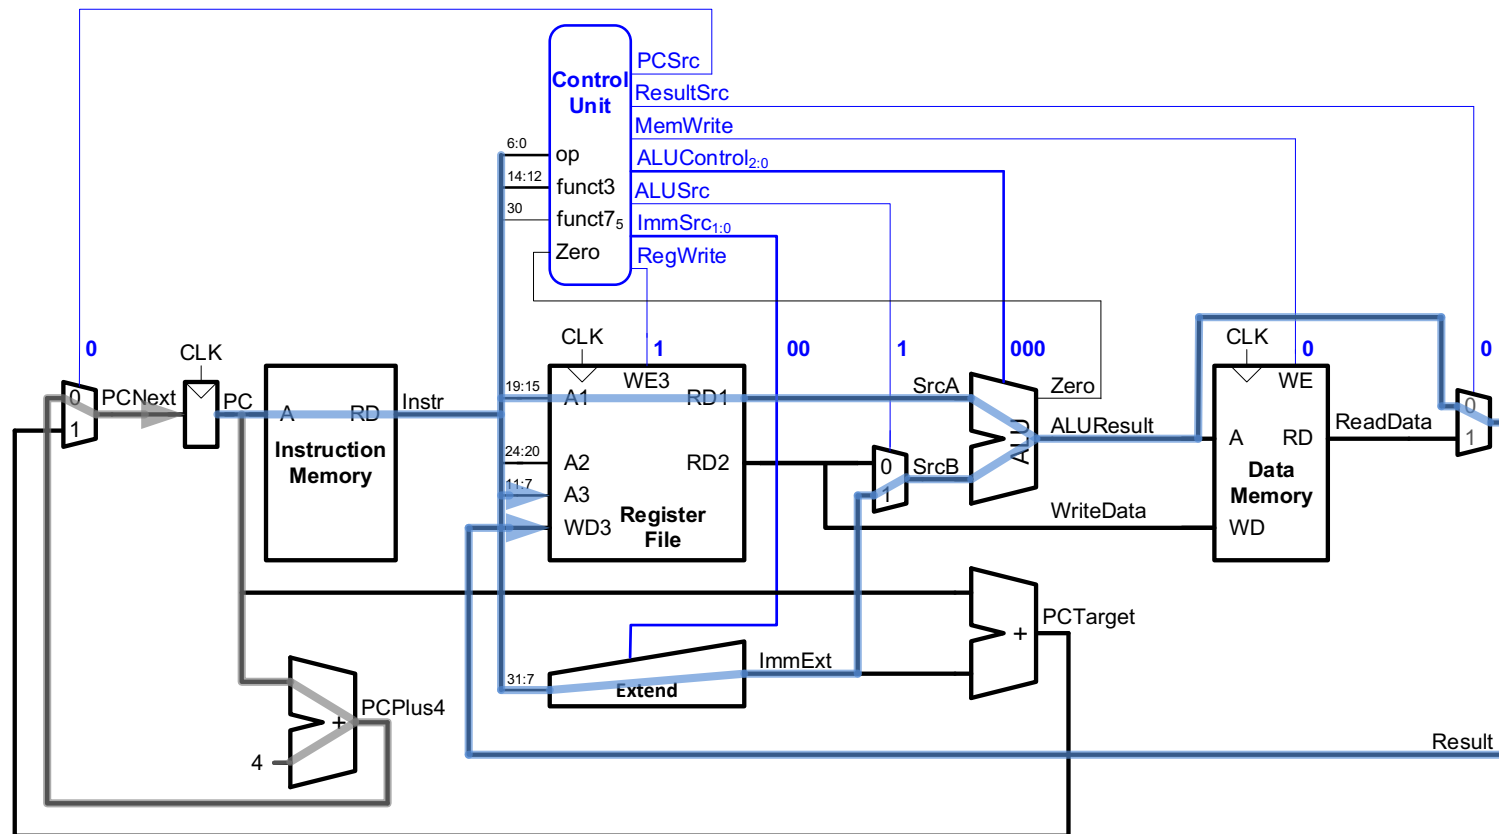 Control
Unit
PCSrc
ResultSrc
MemWrite
ALUControl2:0
ALUSrc
ImmSrc1:0
RegWrite
6:0
op
14:12
funct3
30
funct75
Zero
0
CLK
PCNext
0
1
PC
A
RD
Instr
Instruction
Memory
CLK
1
00
1
000
WE3
19:15
A1
RD1
24:20
A2
RD2
11:7
A3
WD3
Register
File
SrcA
0
1
SrcB
ALU
Zero
ALUResult
WriteData
CLK
0
WE
A
RD
Data
Memory
WD
ReadData
0
0
1
PCTarget
+
31:7
Extend
ImmExt
PCPlus4
+
4
Result